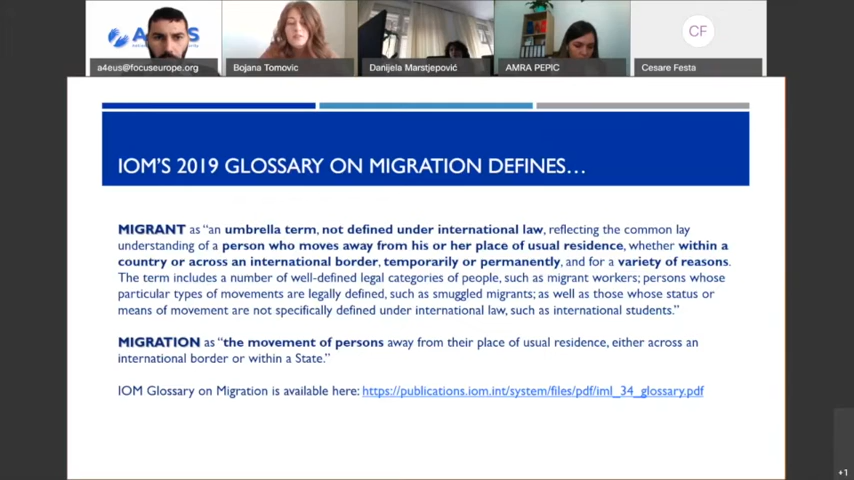 a4eus@focuseurope.org
Bojana Tomovic
Danijela Marstjepović
AMRA PEPIC
CF
Cesare Festa
IOM'S 2019 GLOSSARY ON MIGRATION DEFINES…
MIGRANT as “an umbrella term, not defined under international law, reflecting the common lay
understanding of a person who moves away from his or her place of usual residence, whether within a
country or across an international border, temporarily or permanently, and for a variety of reasons.
The term includes a number of well-defined legal categories of people, such as migrant workers; persons whose
particular types of movements are legally defined, such as smuggled migrants; as well as those whose status or
means of movement are not specifically defined under international law, such as international students.”
MIGRATION as “the movement of persons away from their place of usual residence, either across an
international border or within a State.”
IOM Glossary on Migration is available here: https://publications.iom.int/system/files/pdf/iml_34_glossary.pdf
+1